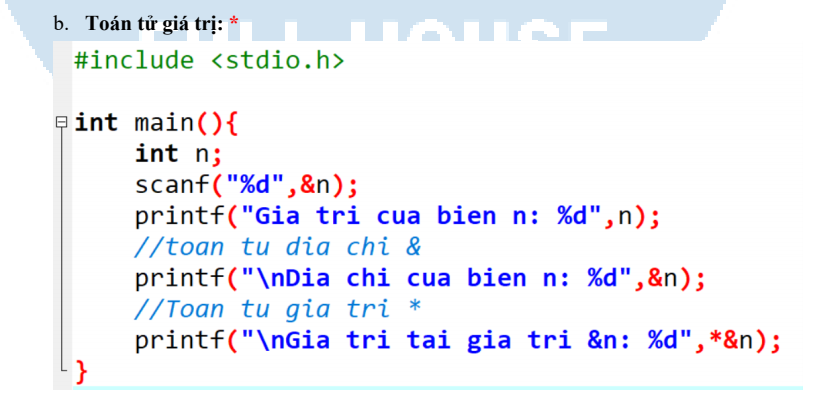 b. Toán tử giá trị: *
#include <stdio.h>
int main(){
int n;
scanf("%d",&n);
printf("Gia tri cua bien n: %d",n);
//toan tu dia chi &
printf("\nDia chi cua bien n: %d",&n);
//Toan tu gia tri *
printf("\nGia tri tai gia tri &n: %d",*&n);
}